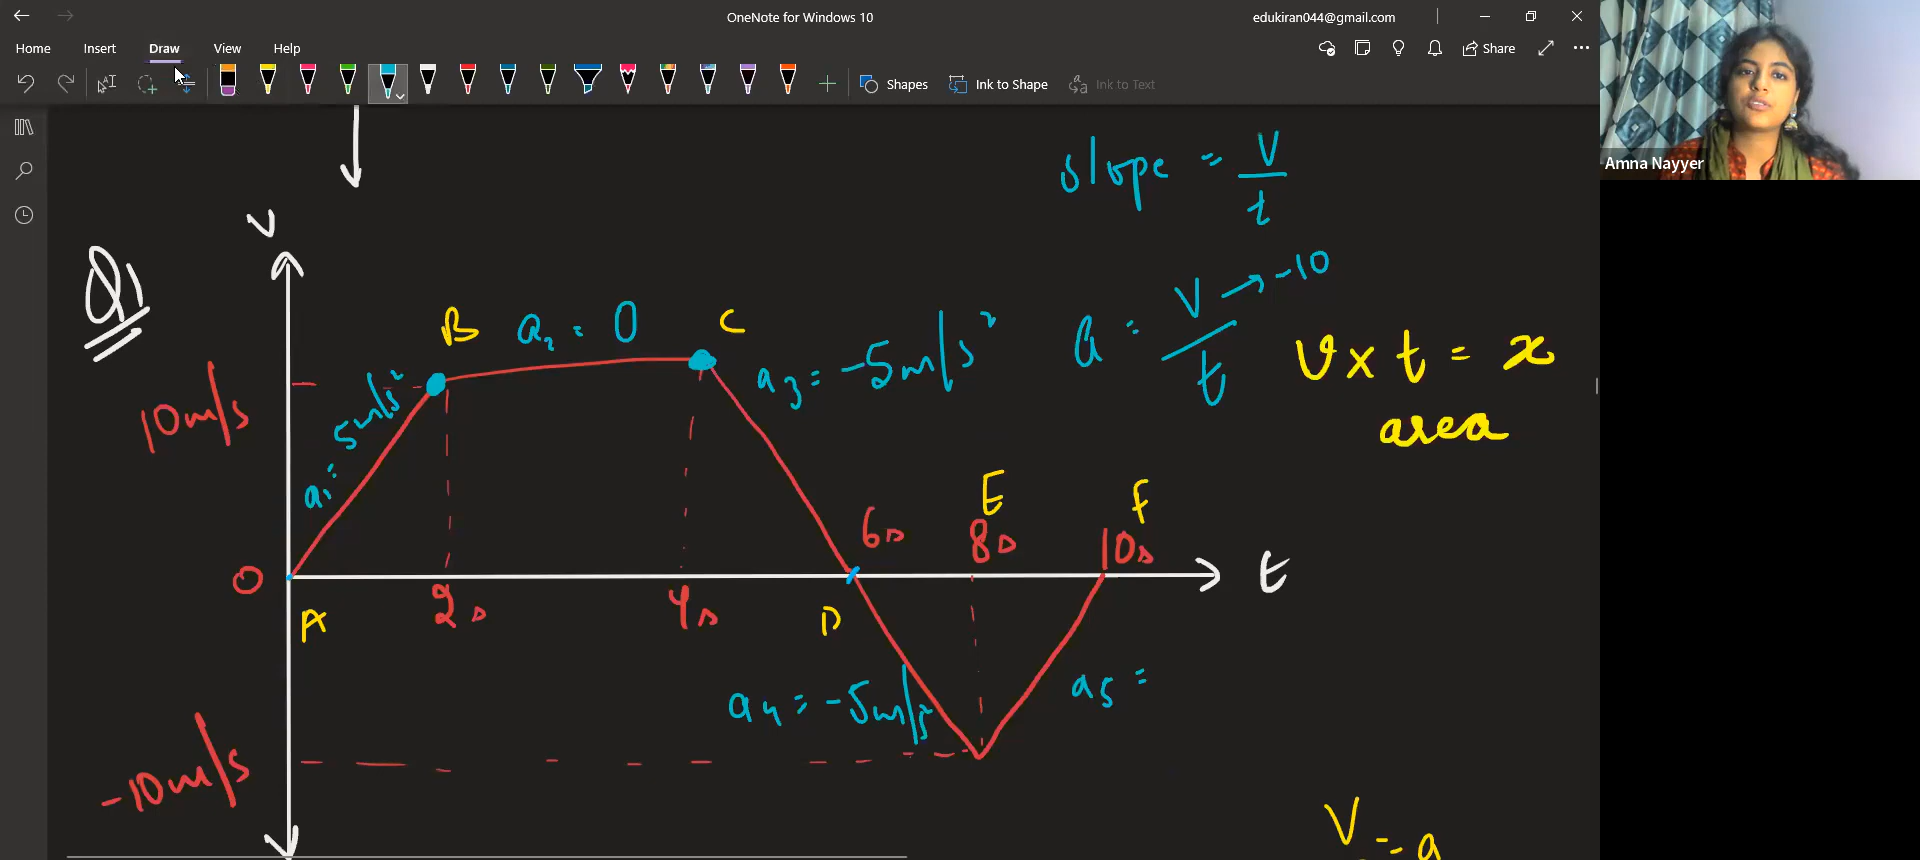 OneNote for Windows 10
edukiran044@gmail.com
Home Insert Draw View Help
Share
Shapes
Ink to Shape
Ink to Text
Amna Nayyer
slope = V/t
V
Q1
a = V/t → -10
B
a₂ = 0
C
a₃ = -5m/s²
v x t = x
area
10m/s
a₁ = 5m/s²
E
F
6s
8s
10s
O
t
A
2s
4s
D
a₄ = -5m/s²
a₅ =
-10m/s
V = a